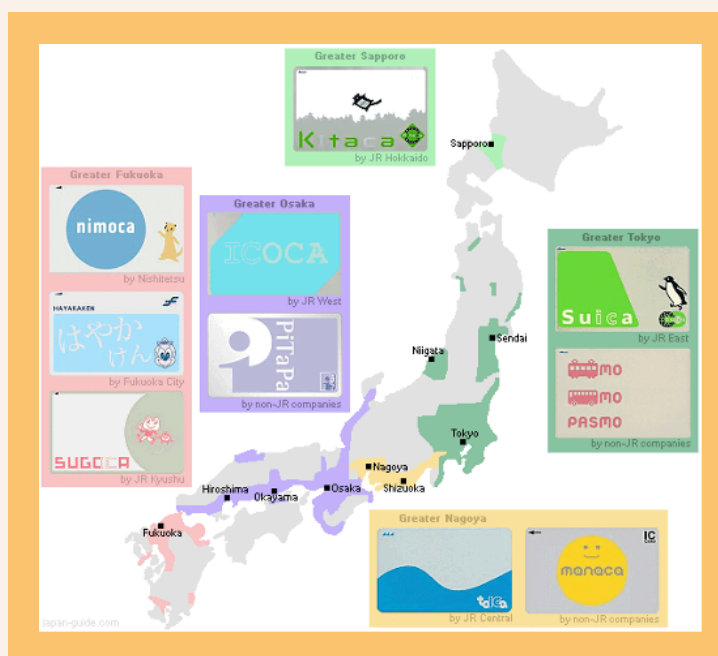 Greater Sapporo
Kitaca
by JR Hokkaido
Sapporo
Greater Fukuoka
nimoca
by Nishitetsu
HAYAKAKEN
はやか
けん
by Fukuoka City
SUGOCA
by JR Kyushu
Greater Osaka
ICOCA
by JR West
PiTaPa
by non-JR companies
Greater Tokyo
Suica
by JR East
MO
MO
PASMO
by non-JR companies
Niigata
Sendai
Tokyo
Nagoya
Shizuoka
Hiroshima
Okayama
Osaka
Fukuoka
Greater Nagoya
toICa
by JR Central
IC
manaca
by non-JR companies
japan-guide.com